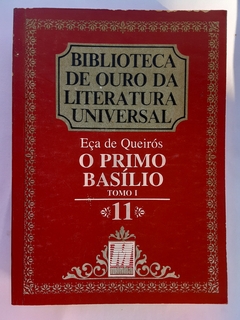 BIBLIOTECA
DE OURO DA
LITERATURA
UNIVERSAL
Eça de Queirós
O PRIMO
BASÍLIO
TOMO I
11